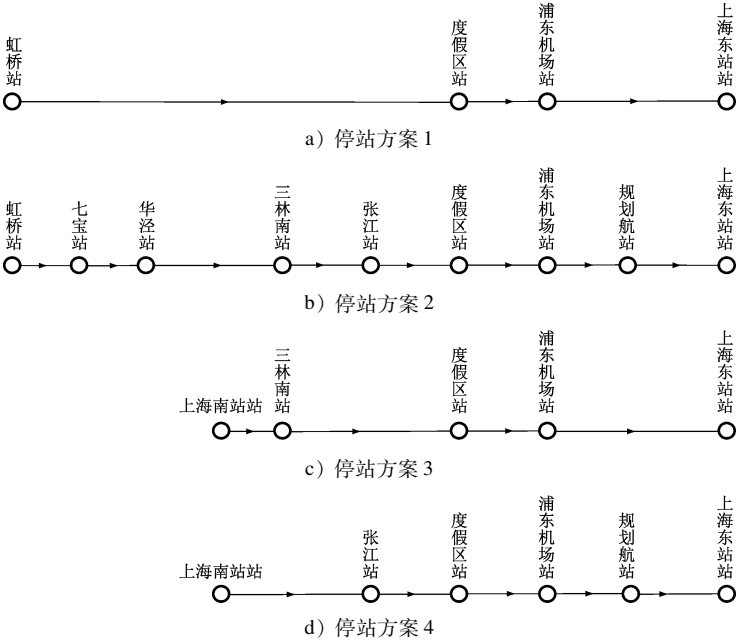 虹桥站
度假区站
浦东机场站
上海东站站
a）停站方案 1
虹桥站
七宝站
华泾站
三林南站
张江站
度假区站
浦东机场站
规划航站
上海东站站
b）停站方案 2
上海南站站
三林南站
度假区站
浦东机场站
上海东站站
c）停站方案 3
上海南站站
张江站
度假区站
浦东机场站
规划航站
上海东站站
d）停站方案 4